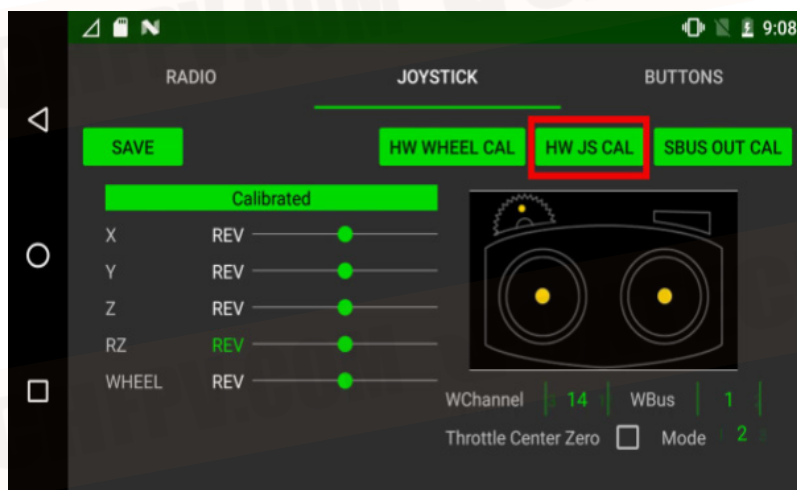 9:08
RADIO JOYSTICK BUTTONS
SAVE HW WHEEL CAL HW JS CAL SBUS OUT CAL
Calibrated
X REV
Y REV
Z REV
RZ REV
WHEEL REV
WChannel 14 WBus 1
Throttle Center Zero Mode 2